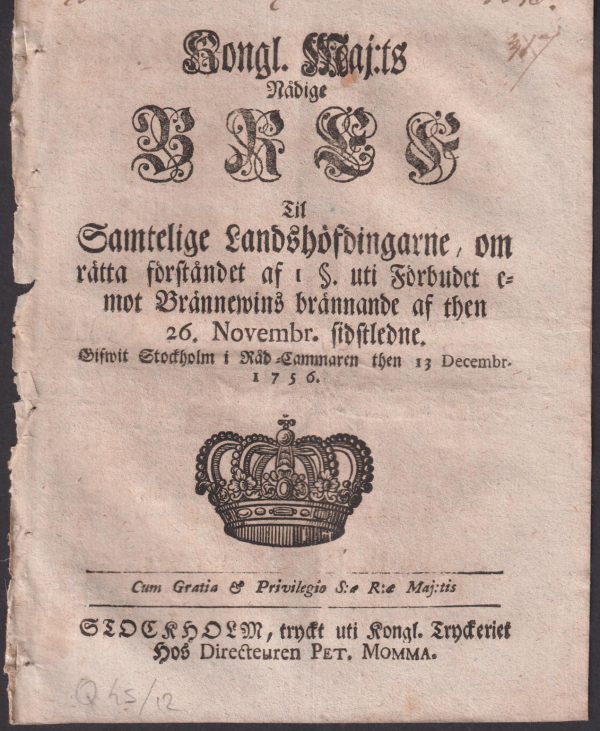 Kongl. Maj:ts
Nådige
BREF
Til
Samtelige Landshöfdingarne, om
rätta förståndet af 1 §. uti Förbudet e-
mot Brännewins brännande af then
26. Novembr. sidstledne.
Gifwit Stockholm i Råd-Cammaren then 13 Decembr.
1756.
Cum Gratia & Privilegio S:æ R:æ Maj:tis
STOCKHOLM, tryckt uti Kongl. Tryckeriet
Hos Directeuren PET. MOMMA.
Q 45/12